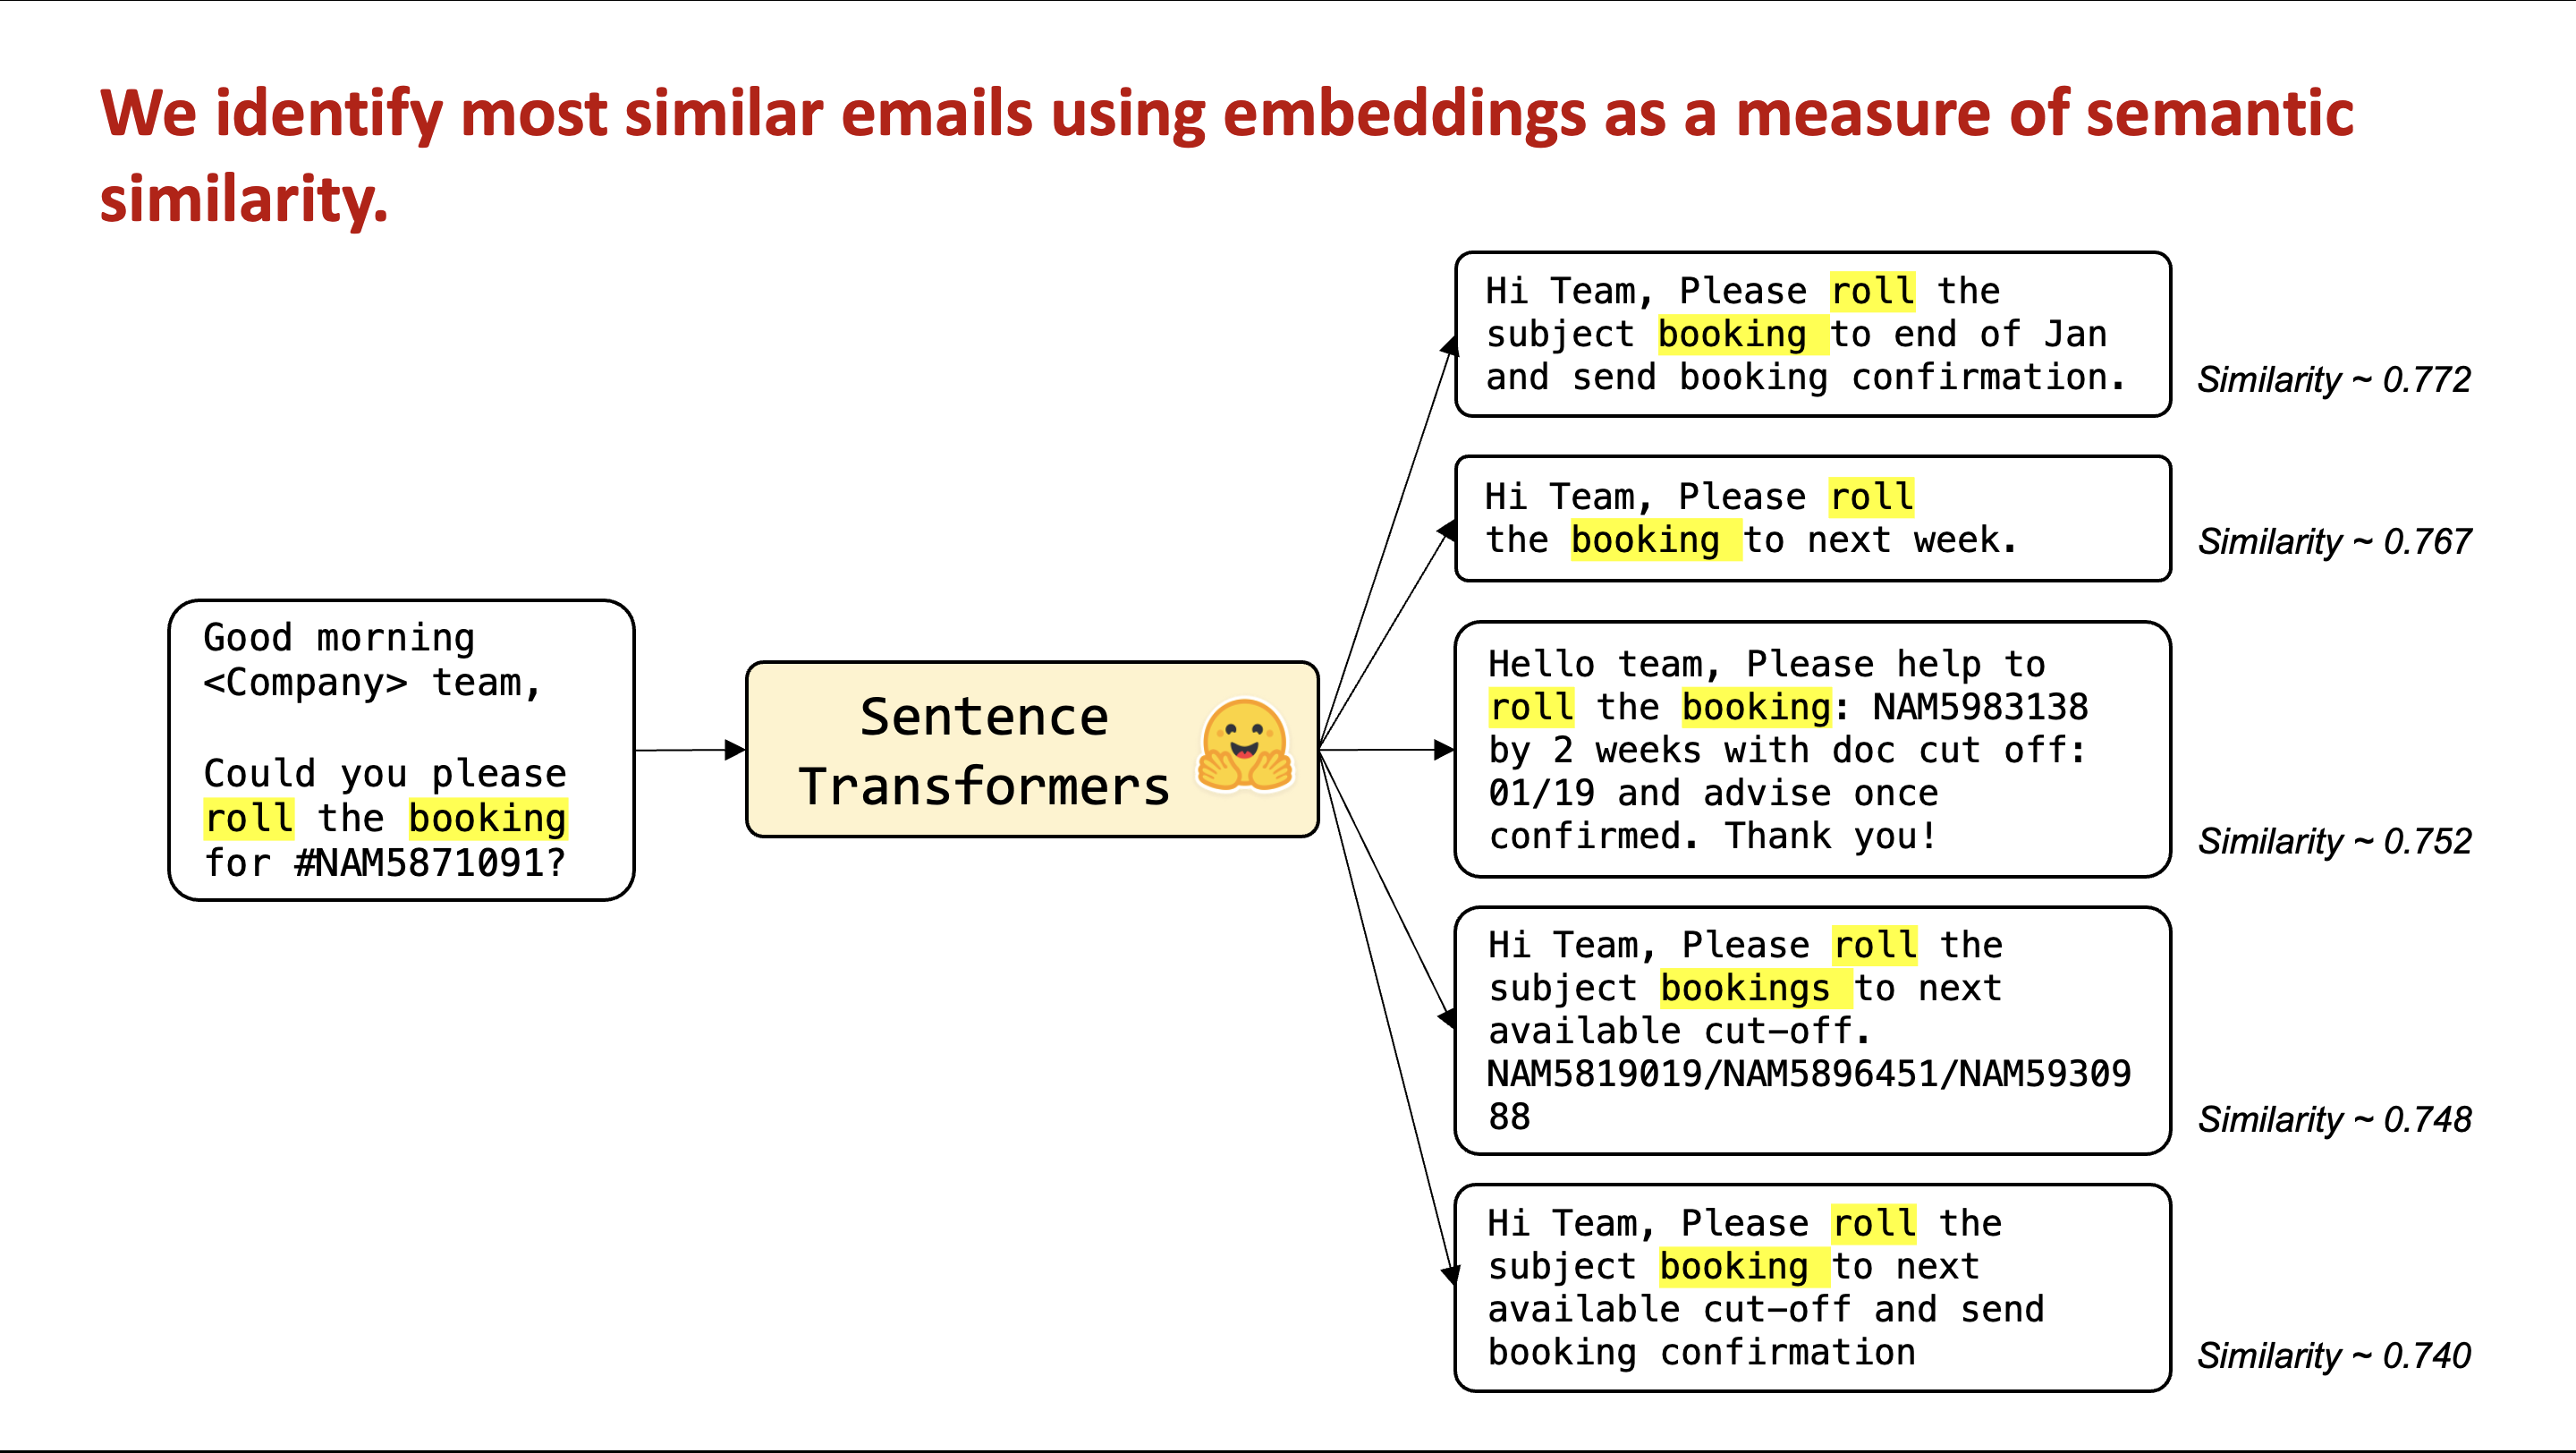 We identify most similar emails using embeddings as a measure of semantic
similarity.
Good morning
<Company> team,
Could you please
roll the booking
for #NAM5871091?
Sentence
Transformers
Hi Team, Please roll the
subject booking to end of Jan
and send booking confirmation.
Similarity ~ 0.772
Hi Team, Please roll
the booking to next week.
Similarity ~ 0.767
Hello team, Please help to
roll the booking: NAM5983138
by 2 weeks with doc cut off:
01/19 and advise once
confirmed. Thank you!
Similarity ~ 0.752
Hi Team, Please roll the
subject bookings to next
available cut-off.
NAM5819019/NAM5896451/NAM59309
88
Similarity ~ 0.748
Hi Team, Please roll the
subject booking to next
available cut-off and send
booking confirmation
Similarity ~ 0.740